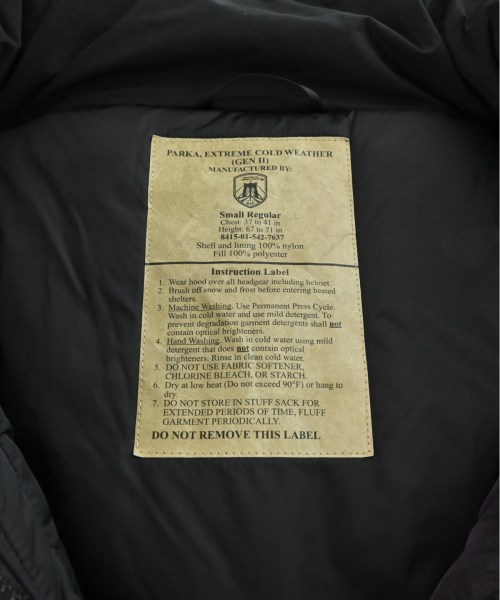 PARKA, EXTREME COLD WEATHER
(GEN II)
MANUFACTURED BY:
Small Regular
Chest: 37 to 41 in
Height: 67 to 71 in
8415-01-542-7637
Shell and lining 100% nylon
Fill 100% polyester
Instruction Label
1. Wear hood over all headgear including helmet.
2. Brush off snow and frost before entering heated
shelters.
3. Machine Washing. Use Permanent Press Cycle.
Wash in cold water and use mild detergent. To
prevent degradation garment detergents shall not
contain optical brighteners.
4. Hand Washing. Wash in cold water using mild
detergent that does not contain optical
brighteners. Rinse in clean cold water.
5. DO NOT USE FABRIC SOFTENER,
CHLORINE BLEACH, OR STARCH.
6. Dry at low heat (Do not exceed 90°F) or hang to
dry.
7. DO NOT STORE IN STUFF SACK FOR
EXTENDED PERIODS OF TIME, FLUFF
GARMENT PERIODICALLY.
DO NOT REMOVE THIS LABEL